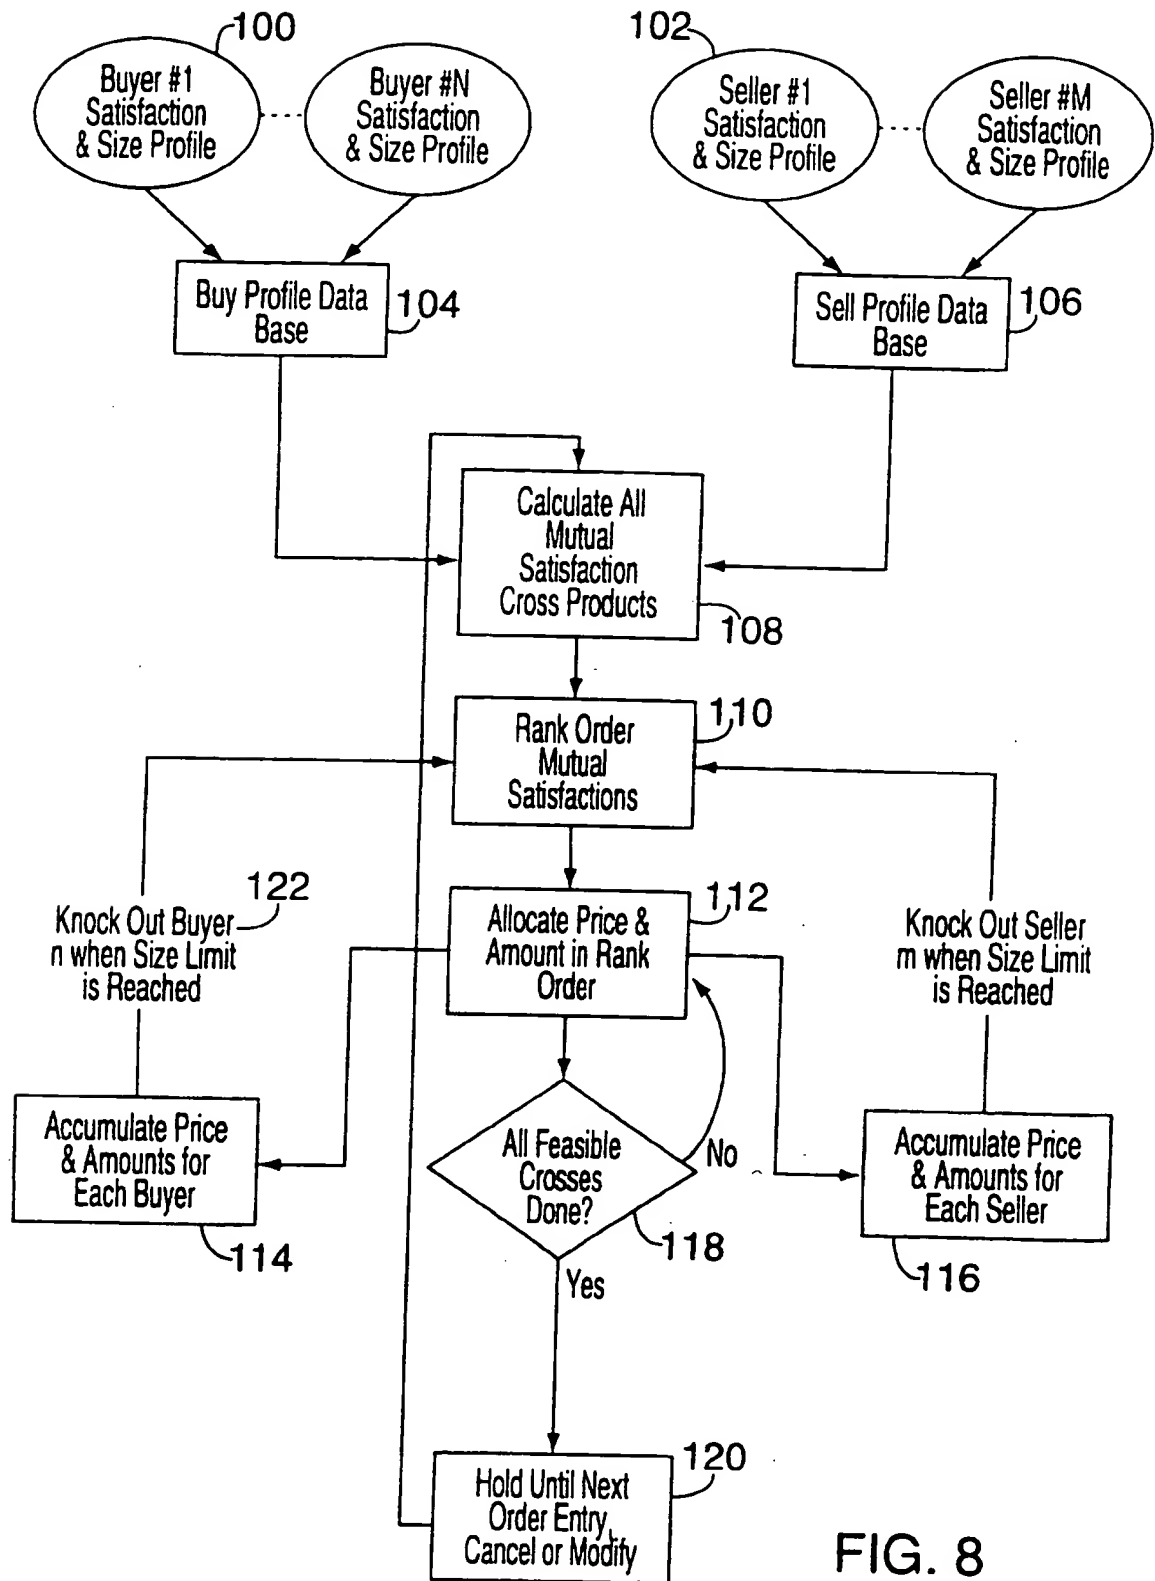 100
102
Buyer #1
Satisfaction
& Size Profile
Buyer #N
Satisfaction
& Size Profile
Seller #1
Satisfaction
& Size Profile
Seller #M
Satisfaction
& Size Profile
Buy Profile Data
Base
104
Sell Profile Data
Base
106
Calculate All
Mutual
Satisfaction
Cross Products
108
Rank Order
Mutual
Satisfactions
110
Knock Out Buyer
n when Size Limit
is Reached
122
Allocate Price &
Amount in Rank
Order
112
Knock Out Seller
m when Size Limit
is Reached
Accumulate Price
& Amounts for
Each Buyer
114
All Feasible
Crosses
Done?
No
118
Yes
Accumulate Price
& Amounts for
Each Seller
116
Hold Until Next
Order Entry,
Cancel or Modify
120
FIG. 8